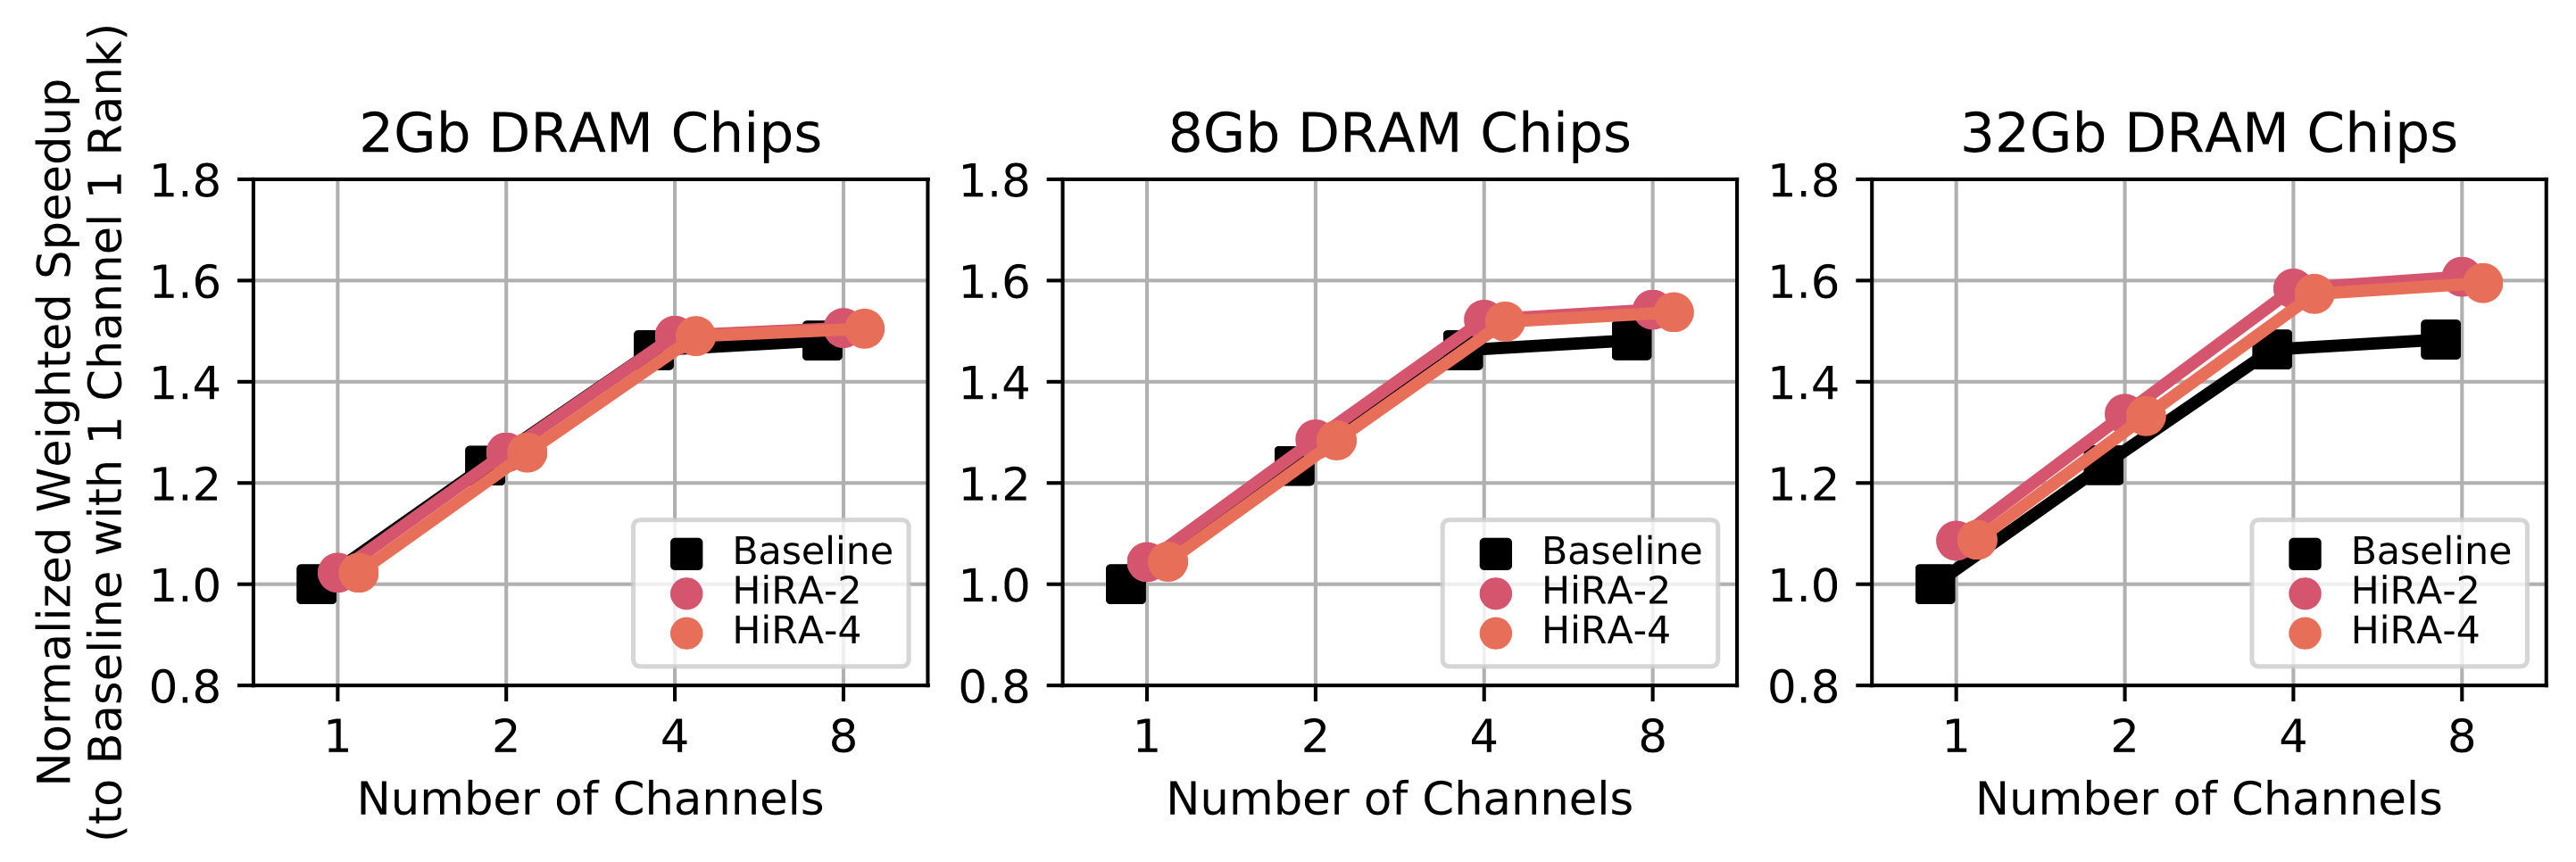 Normalized Weighted Speedup
(to Baseline with 1 Channel 1 Rank)
2Gb DRAM Chips
1.8
1.6
1.4
1.2
1.0
0.8
1 2 4 8
Number of Channels
Baseline
HiRA-2
HiRA-4
8Gb DRAM Chips
1.8
1.6
1.4
1.2
1.0
0.8
1 2 4 8
Number of Channels
Baseline
HiRA-2
HiRA-4
32Gb DRAM Chips
1.8
1.6
1.4
1.2
1.0
0.8
1 2 4 8
Number of Channels
Baseline
HiRA-2
HiRA-4